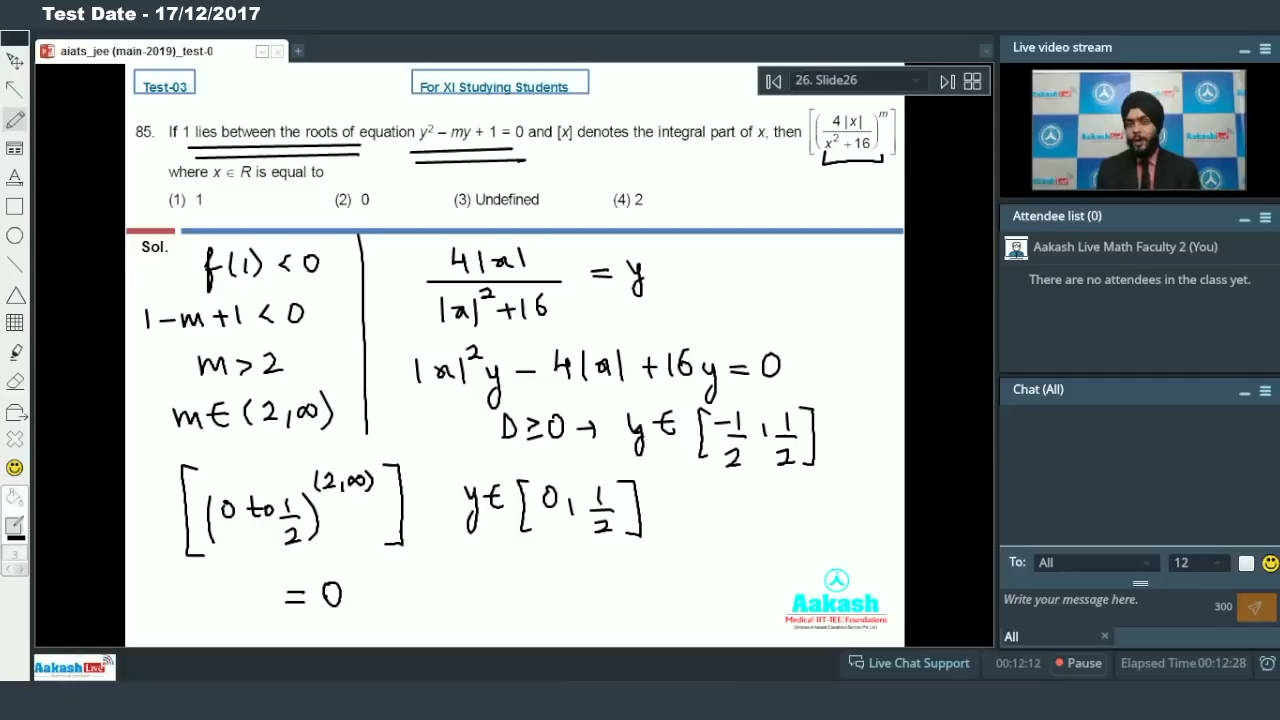 Test Date - 17/12/2017
aiats_jee (main-2019)_test-0
Live video stream
Test-03
For XI Studying Students
26. Slide26
85. If 1 lies between the roots of equation y² – my + 1 = 0 and [x] denotes the integral part of x, then [(4|x| / x² + 16)^m]
where x ∈ R is equal to
(1) 1 (2) 0 (3) Undefined (4) 2
Sol.
f(1) < 0
1 - m + 1 < 0
m > 2
m ∈ (2, ∞)
[(0 to 1/2)^(2,∞)]
= 0
4|x| / |x|² + 16 = y
|x|²y - 4|x| + 16y = 0
D ≥ 0 → y ∈ [-1/2, 1/2]
y ∈ [0, 1/2]
Aakash
Medical|IIT-JEE|Foundations
Attendee list (0)
Aakash Live Math Faculty 2 (You)
There are no attendees in the class yet.
Chat (All)
To: All 12
Write your message here.
300
All
Aakash Live
3
Live Chat Support
00:12:12
Pause
Elapsed Time 00:12:28